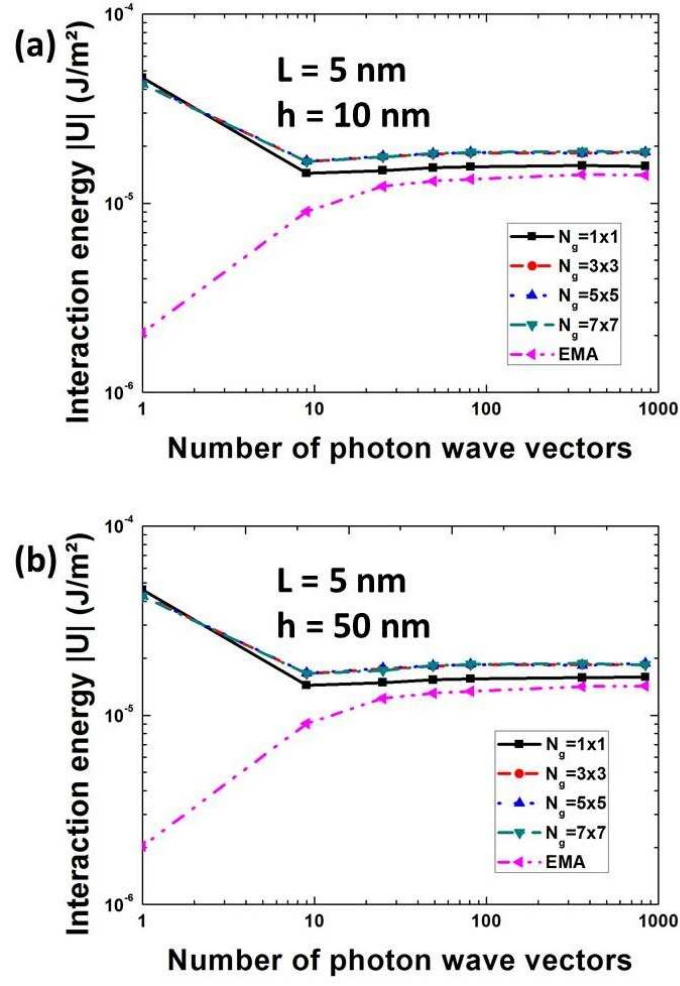 (a)
L = 5 nm
h = 10 nm
Interaction energy |U| (J/m²)
10⁻⁴
10⁻⁵
10⁻⁶
N_g=1x1
N_g=3x3
N_g=5x5
N_g=7x7
EMA
1 10 100 1000
Number of photon wave vectors
(b)
L = 5 nm
h = 50 nm
Interaction energy |U| (J/m²)
10⁻⁴
10⁻⁵
10⁻⁶
N_g=1x1
N_g=3x3
N_g=5x5
N_g=7x7
EMA
1 10 100 1000
Number of photon wave vectors